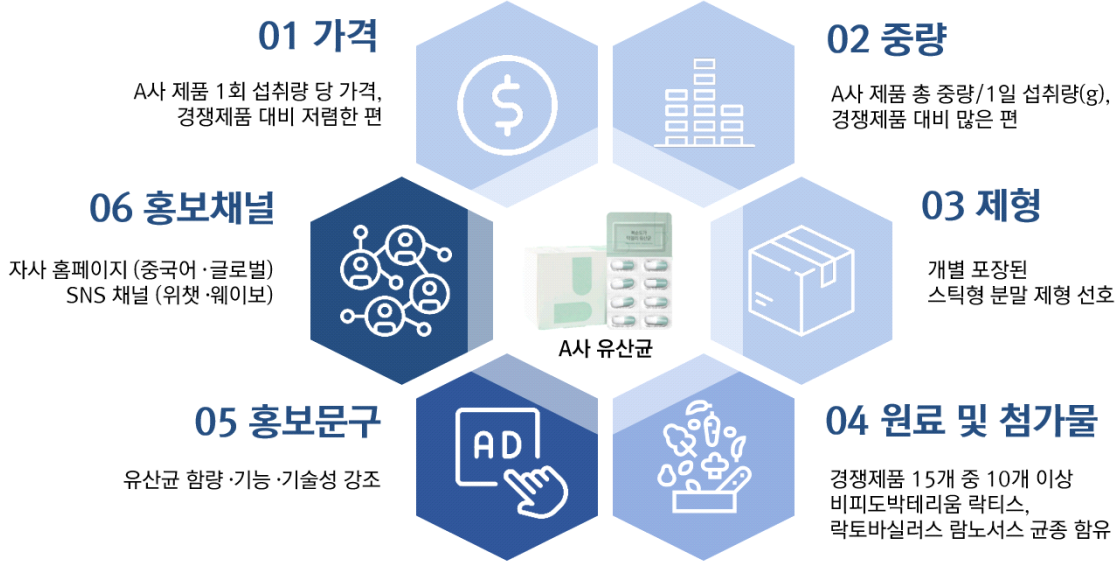 01 가격
A사 제품 1회 섭취량 당 가격,
경쟁제품 대비 저렴한 편
02 중량
A사 제품 총 중량/1일 섭취량(g),
경쟁제품 대비 많은 편
03 제형
개별 포장된
스틱형 분말 제형 선호
04 원료 및 첨가물
경쟁제품 15개 중 10개 이상
비피도박테리움 락티스,
락토바실러스 람노서스 균종 함유
05 홍보문구
유산균 함량·기능·기술성 강조
AD
06 홍보채널
자사 홈페이지 (중국어·글로벌)
SNS 채널 (위챗·웨이보)
$
A사 유산균